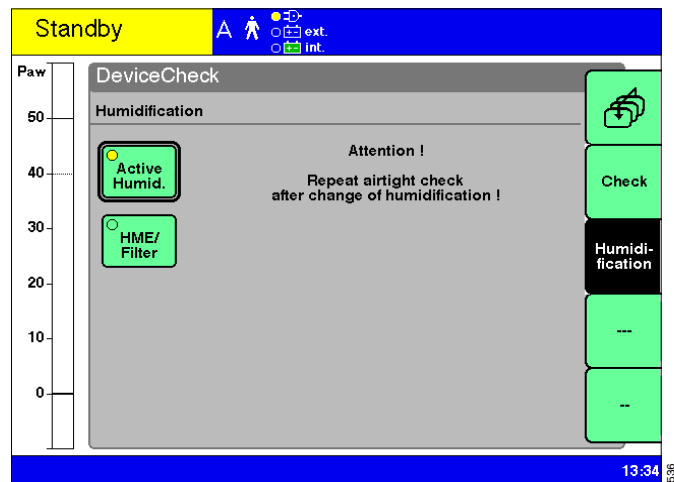 Standby
A
ext.
int.
Paw
DeviceCheck
Humidification
50
40
30
20
10
0
Active
Humid.
HME/
Filter
Attention !
Repeat airtight check
after change of humidification !
Check
Humidi-
fication
---
--
13:34
536